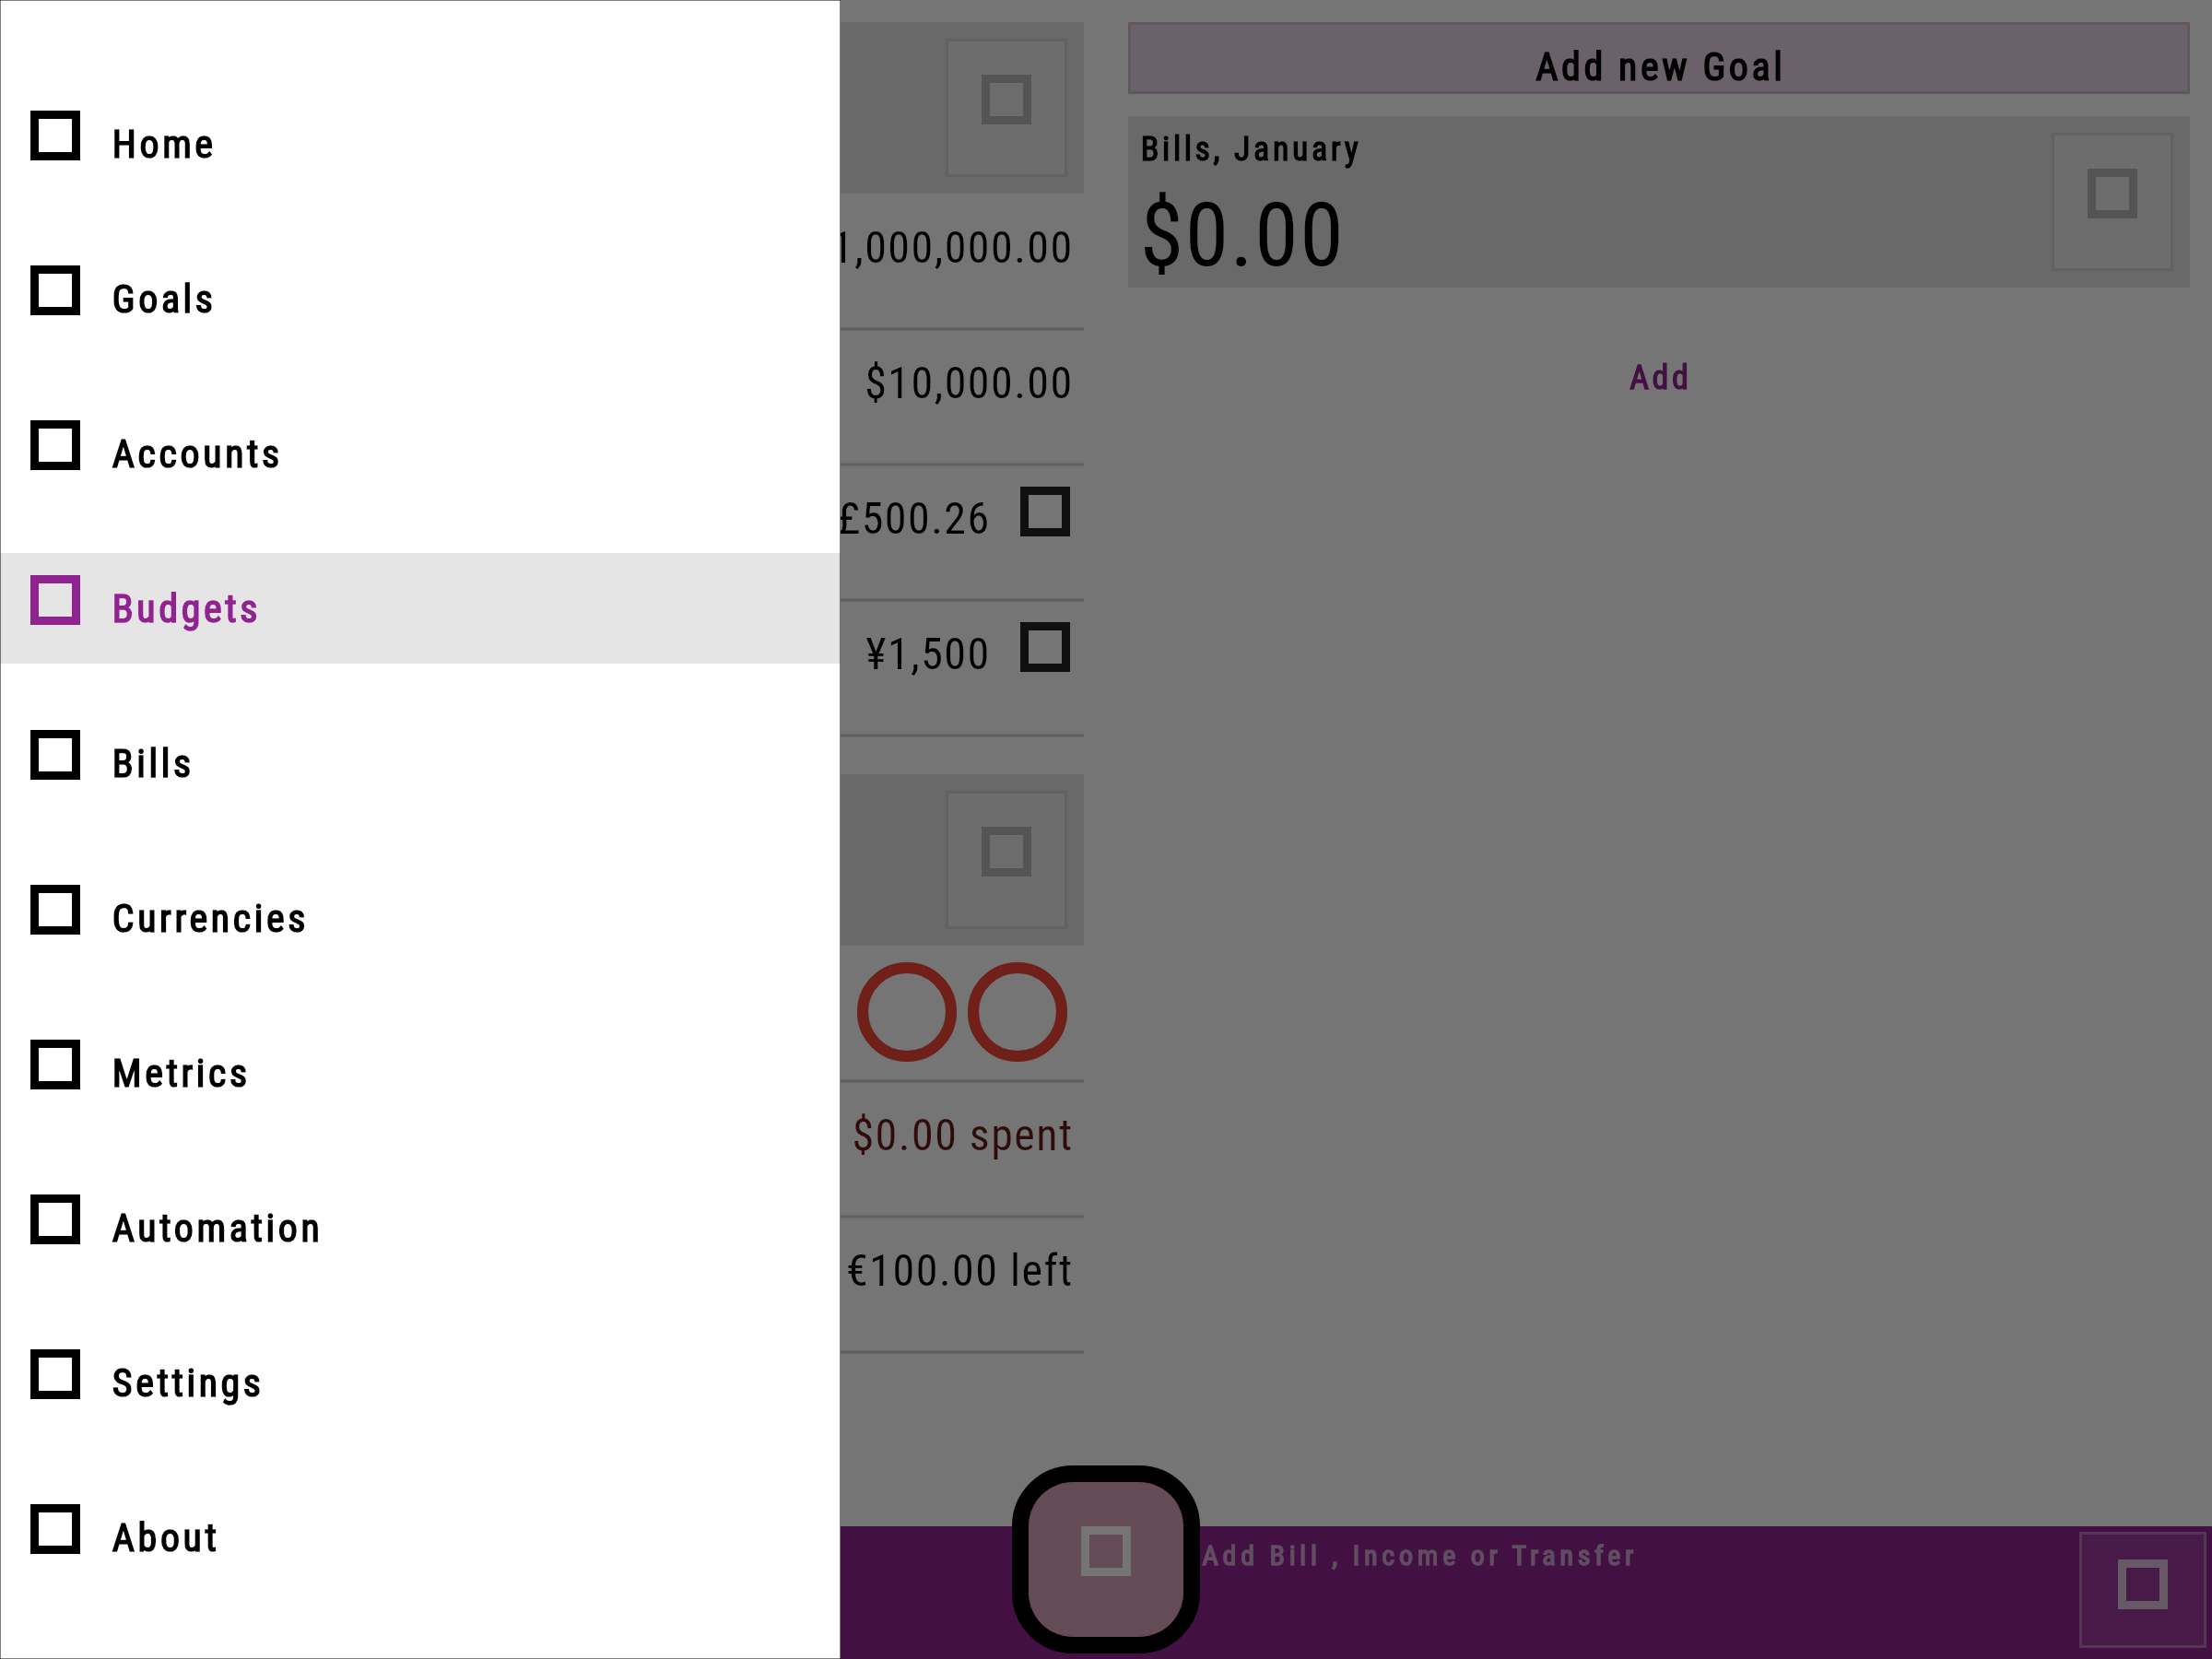 Home
Goals
Accounts
Budgets
Bills
Currencies
Metrics
Automation
Settings
About
1,000,000.00
$10,000.00
£500.26
¥1,500
$0.00 spent
€100.00 left
Add new Goal
Bills, January
$0.00
Add
Add Bill , Income or Transfer